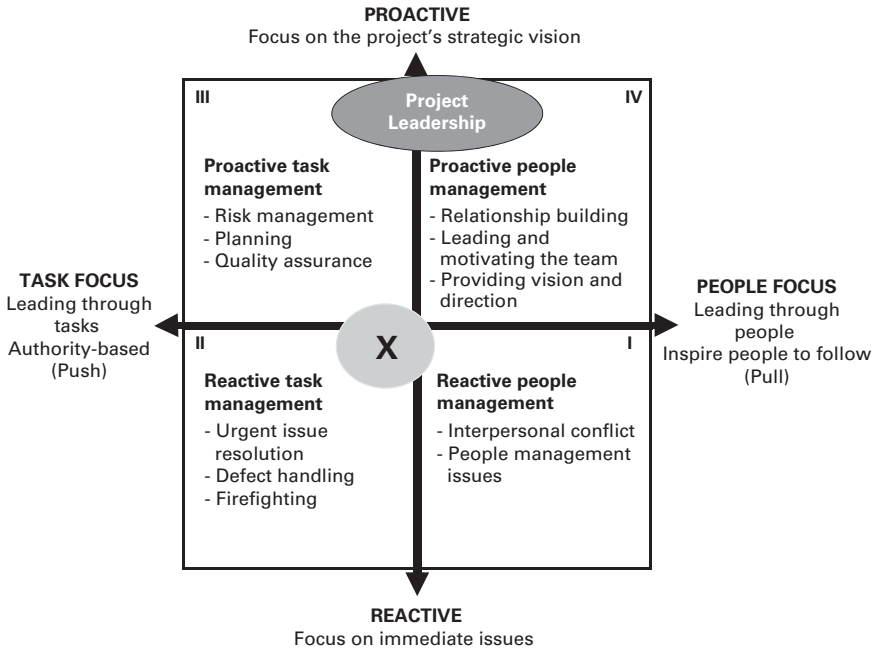 PROACTIVE
Focus on the project's strategic vision
III
IV
Project
Leadership
Proactive task
management
- Risk management
- Planning
- Quality assurance
Proactive people
management
- Relationship building
- Leading and
motivating the team
- Providing vision and
direction
TASK FOCUS
Leading through
tasks
Authority-based
(Push)
PEOPLE FOCUS
Leading through
people
Inspire people to follow
(Pull)
X
II
I
Reactive task
management
- Urgent issue
resolution
- Defect handling
- Firefighting
Reactive people
management
- Interpersonal conflict
- People management
issues
REACTIVE
Focus on immediate issues